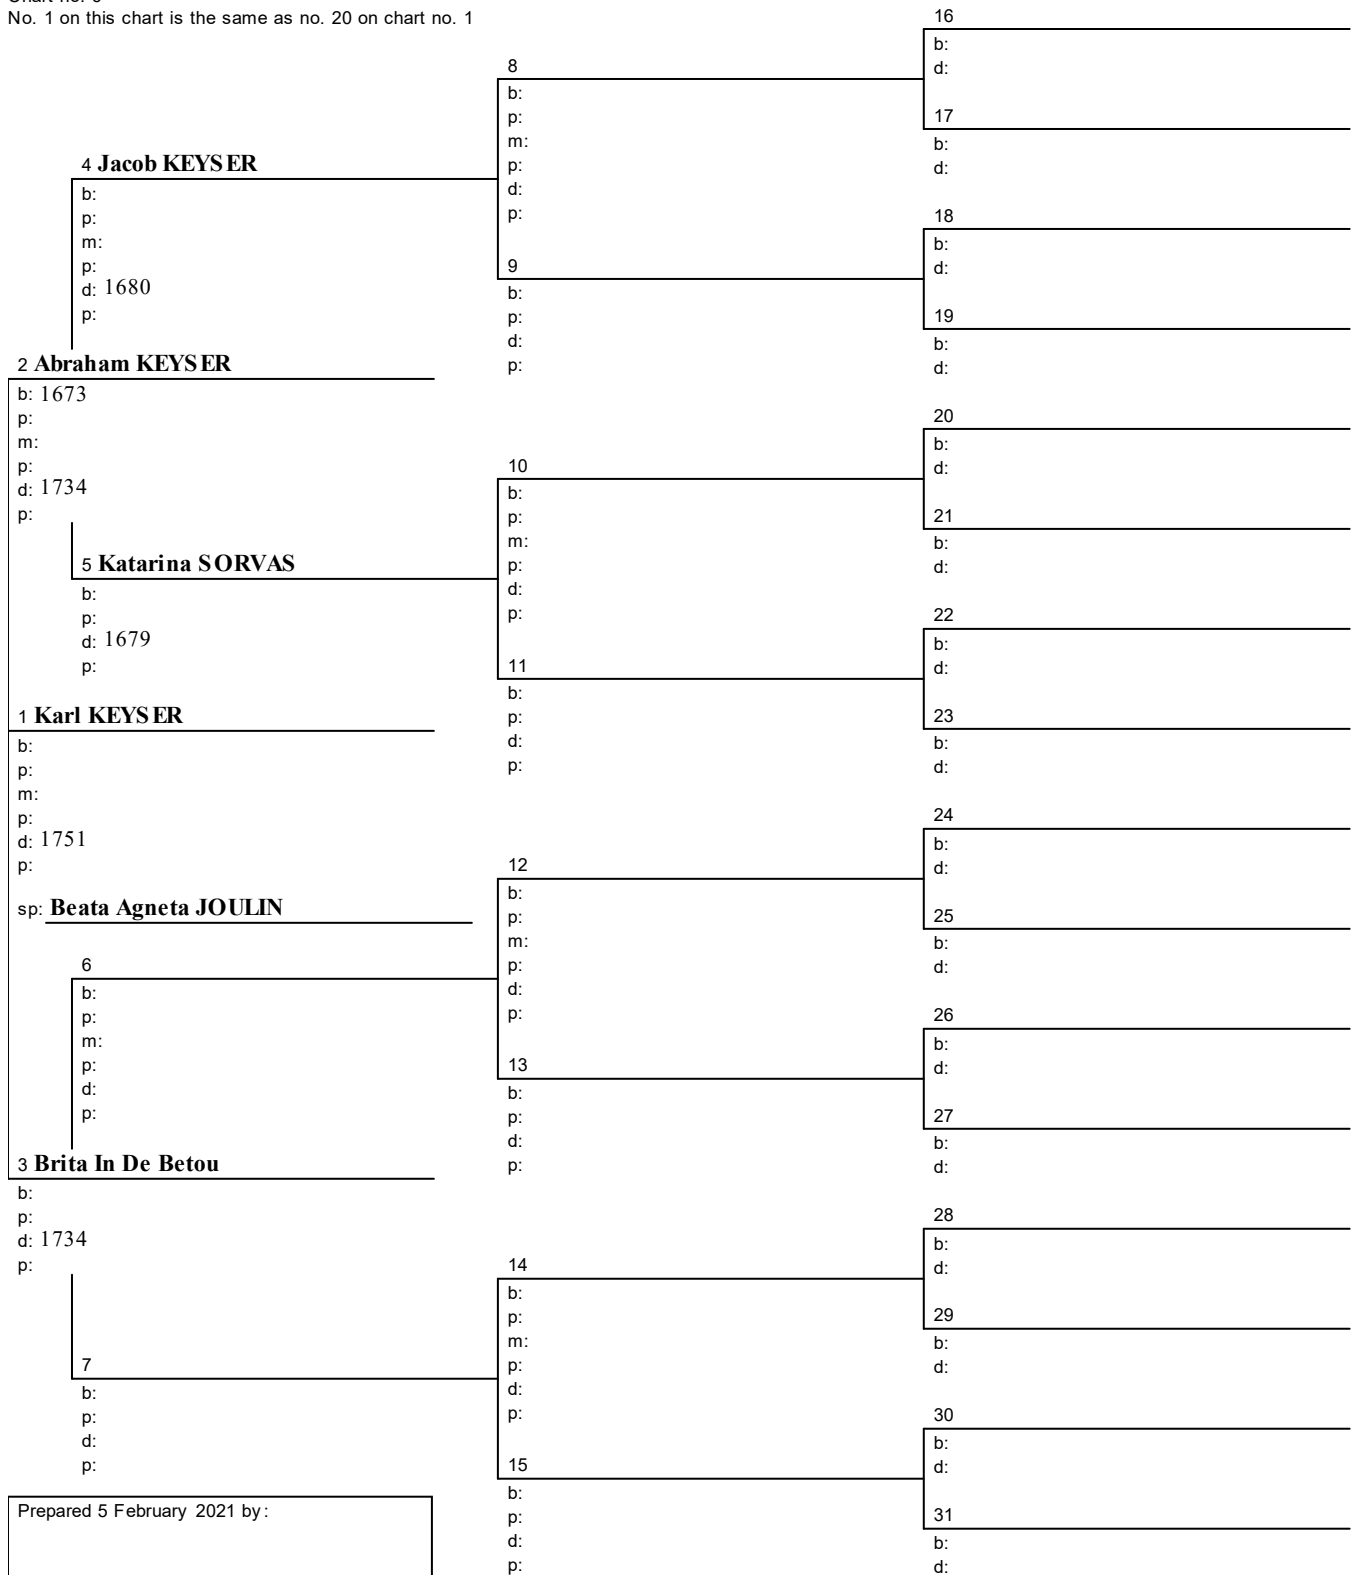 No. 1 on this chart is the same as no. 20 on chart no. 1
16
b:
d:
8
b:
p:
m:
p:
d:
p:
17
b:
d:
4 Jacob KEYSER
b:
p:
m:
p:
d: 1680
p:
18
b:
d:
9
b:
p:
d:
p:
19
b:
d:
2 Abraham KEYSER
b: 1673
p:
m:
p:
d: 1734
p:
20
b:
d:
10
b:
p:
m:
p:
d:
p:
21
b:
d:
5 Katarina SORVAS
b:
p:
d: 1679
p:
22
b:
d:
11
b:
p:
d:
p:
23
b:
d:
1 Karl KEYSER
b:
p:
m:
p:
d: 1751
p:
sp: Beata Agneta JOULIN
24
b:
d:
12
b:
p:
m:
p:
d:
p:
25
b:
d:
6
b:
p:
m:
p:
d:
p:
26
b:
d:
13
b:
p:
d:
p:
27
b:
d:
3 Brita In De Betou
b:
p:
d: 1734
p:
28
b:
d:
14
b:
p:
m:
p:
d:
p:
29
b:
d:
7
b:
p:
d:
p:
30
b:
d:
15
b:
p:
d:
p:
31
b:
d:
Prepared 5 February 2021 by: